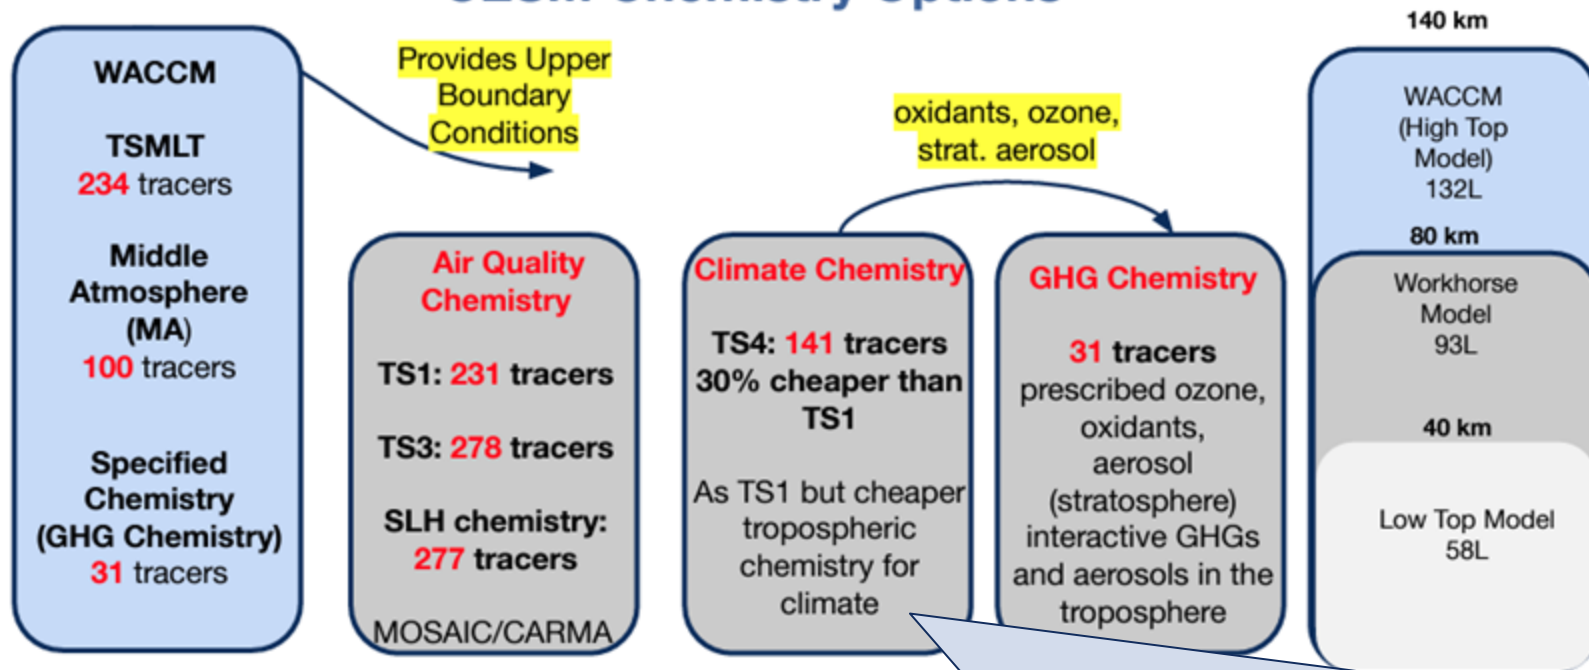 WACCM
TSMLT
234 tracers
Middle
Atmosphere
(MA)
100 tracers
Specified
Chemistry
(GHG Chemistry)
31 tracers
Provides Upper
Boundary
Conditions
Air Quality
Chemistry
TS1: 231 tracers
TS3: 278 tracers
SLH chemistry:
277 tracers
MOSAIC/CARMA
oxidants, ozone,
strat. aerosol
Climate Chemistry
TS4: 141 tracers
30% cheaper than
TS1
As TS1 but cheaper
tropospheric
chemistry for
climate
GHG Chemistry
31 tracers
prescribed ozone,
oxidants,
aerosol
(stratosphere)
interactive GHGs
and aerosols in the
troposphere
140 km
WACCM
(High Top
Model)
132L
80 km
Workhorse
Model
93L
40 km
Low Top Model
58L